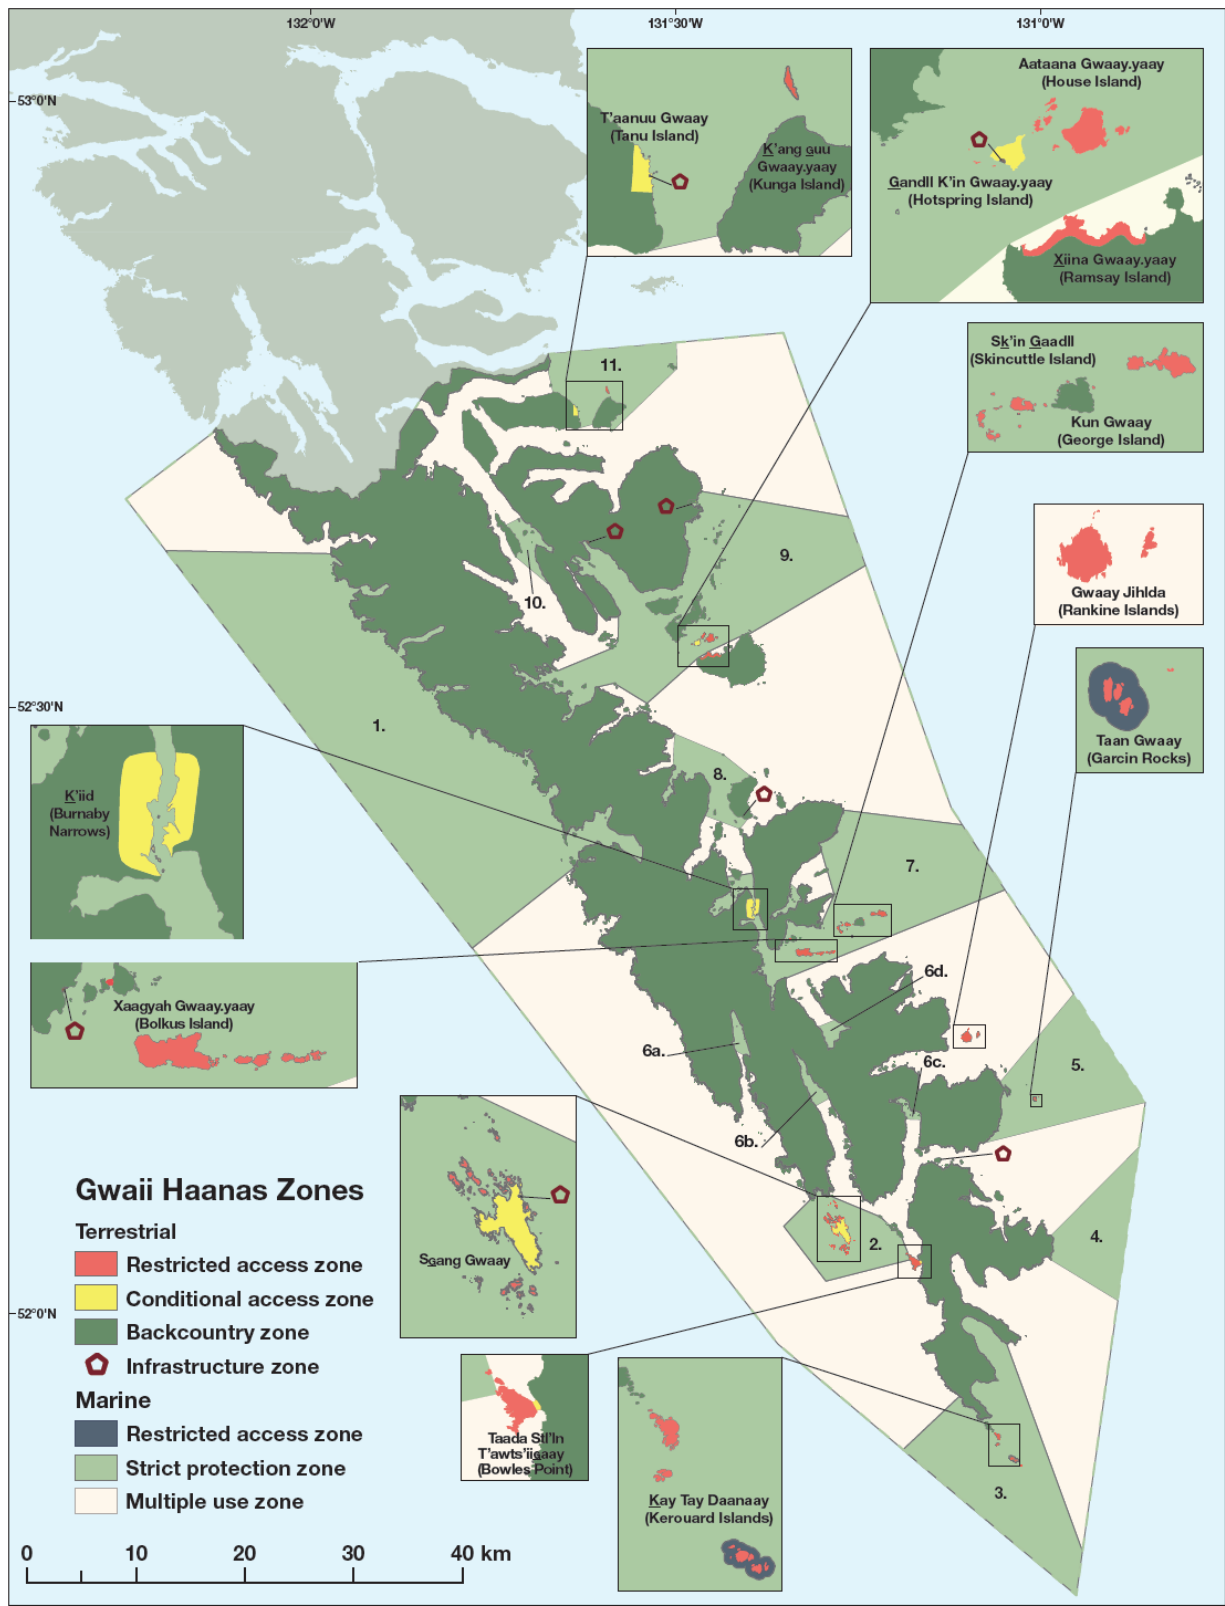 132°0'W
131°30'W
131°0'W
53°0'N
52°30'N
52°0'N
T'aanuu Gwaay
(Tanu Island)
K'ang guu
Gwaay.yaay
(Kunga Island)
Aataana Gwaay.yaay
(House Island)
Gandll K'in Gwaay.yaay
(Hotspring Island)
Xiina Gwaay.yaay
(Ramsay Island)
Sk'in Gaadll
(Skincuttle Island)
Kun Gwaay
(George Island)
Gwaay Jihlda
(Rankine Islands)
Taan Gwaay
(Garcin Rocks)
11.
9.
10.
1.
8.
7.
6d.
6a.
6c.
5.
6b.
4.
2.
3.
K'iid
(Burnaby
Narrows)
Xaagyah Gwaay.yaay
(Bolkus Island)
Sgang Gwaay
Taada Stl'ln
T'awts'iigaay
(Bowles Point)
Kay Tay Daanaay
(Kerouard Islands)
Gwaii Haanas Zones
Terrestrial
Restricted access zone
Conditional access zone
Backcountry zone
Infrastructure zone
Marine
Restricted access zone
Strict protection zone
Multiple use zone
0 10 20 30 40 km